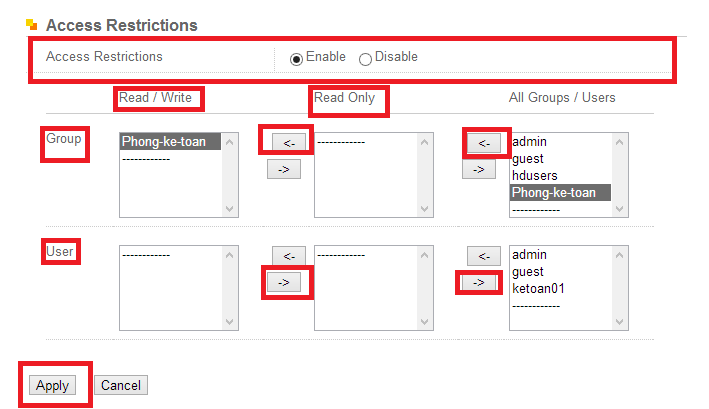 Access Restrictions
Access Restrictions Enable Disable
Read / Write Read Only All Groups / Users
Group Phong-ke-toan <- ------------ <- admin
------------ guest
-> -> hdusers
Phong-ke-toan
------------
User ------------ <- ------------ <- admin
guest
-> -> ketoan01
------------
Apply Cancel